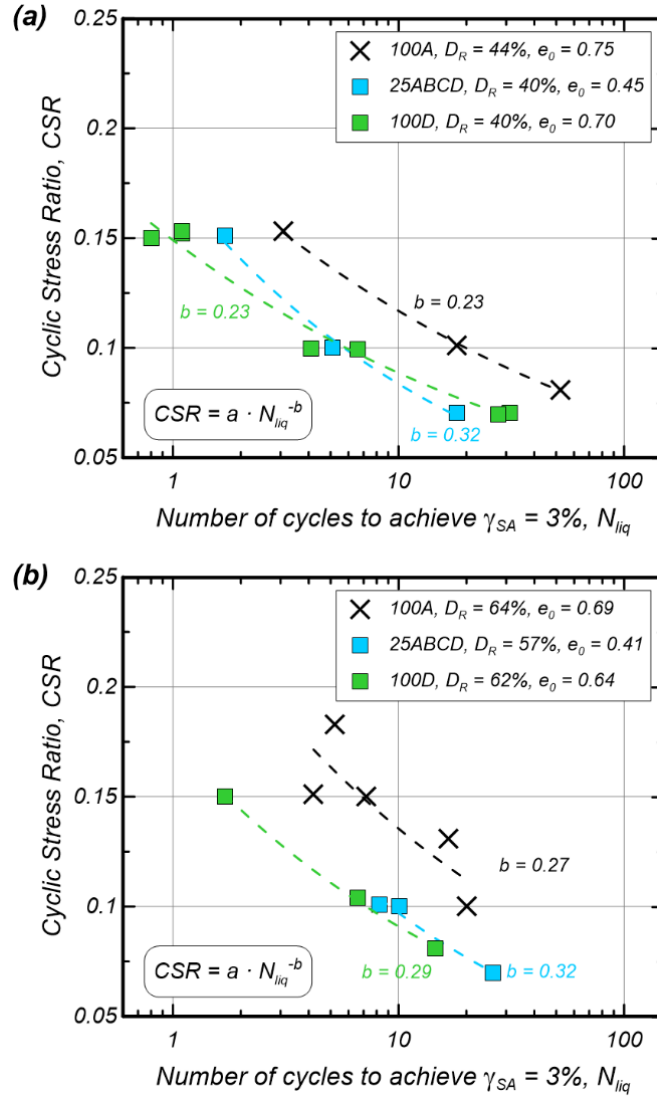 (a)
100A, D_R = 44%, e_0 = 0.75
25ABCD, D_R = 40%, e_0 = 0.45
100D, D_R = 40%, e_0 = 0.70
0.25
0.2
0.15
0.1
0.05
Cyclic Stress Ratio, CSR
b = 0.23
b = 0.23
b = 0.32
CSR = a · N_liq^-b
1
10
100
Number of cycles to achieve γ_SA = 3%, N_liq
(b)
100A, D_R = 64%, e_0 = 0.69
25ABCD, D_R = 57%, e_0 = 0.41
100D, D_R = 62%, e_0 = 0.64
0.25
0.2
0.15
0.1
0.05
Cyclic Stress Ratio, CSR
b = 0.27
b = 0.29
b = 0.32
CSR = a · N_liq^-b
1
10
100
Number of cycles to achieve γ_SA = 3%, N_liq